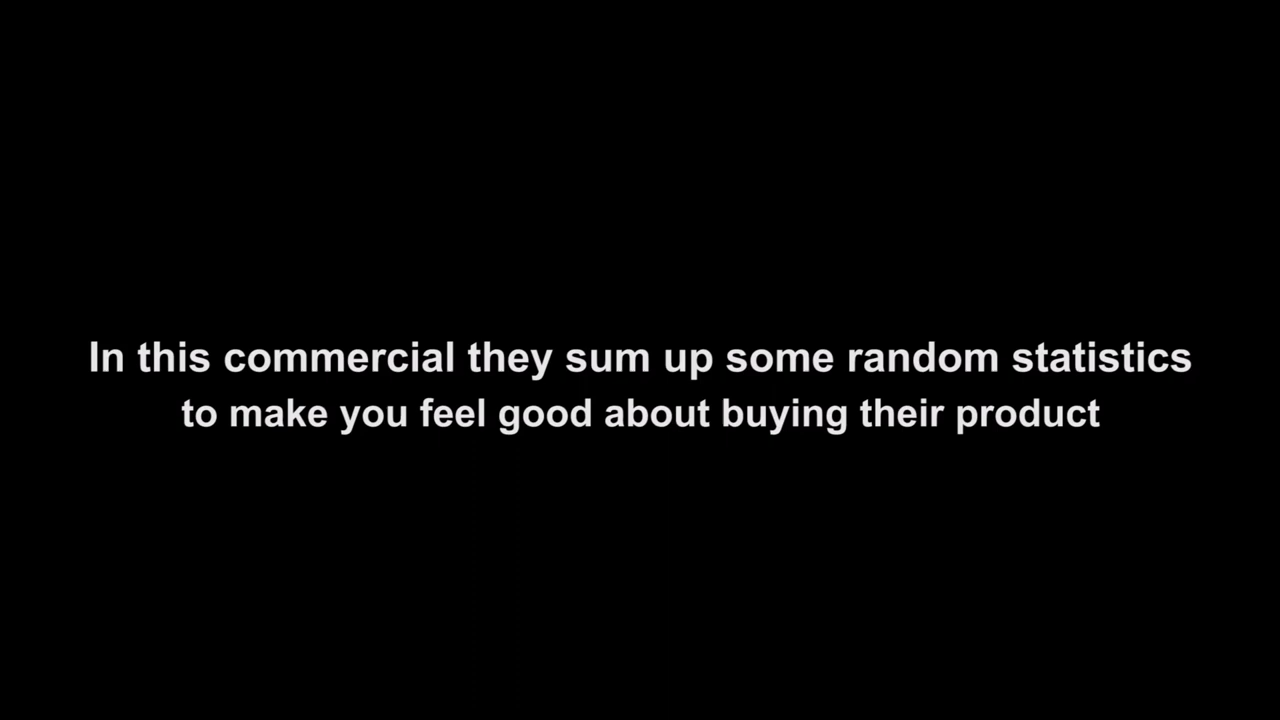 In this commercial they sum up some random statistics
to make you feel good about buying their product